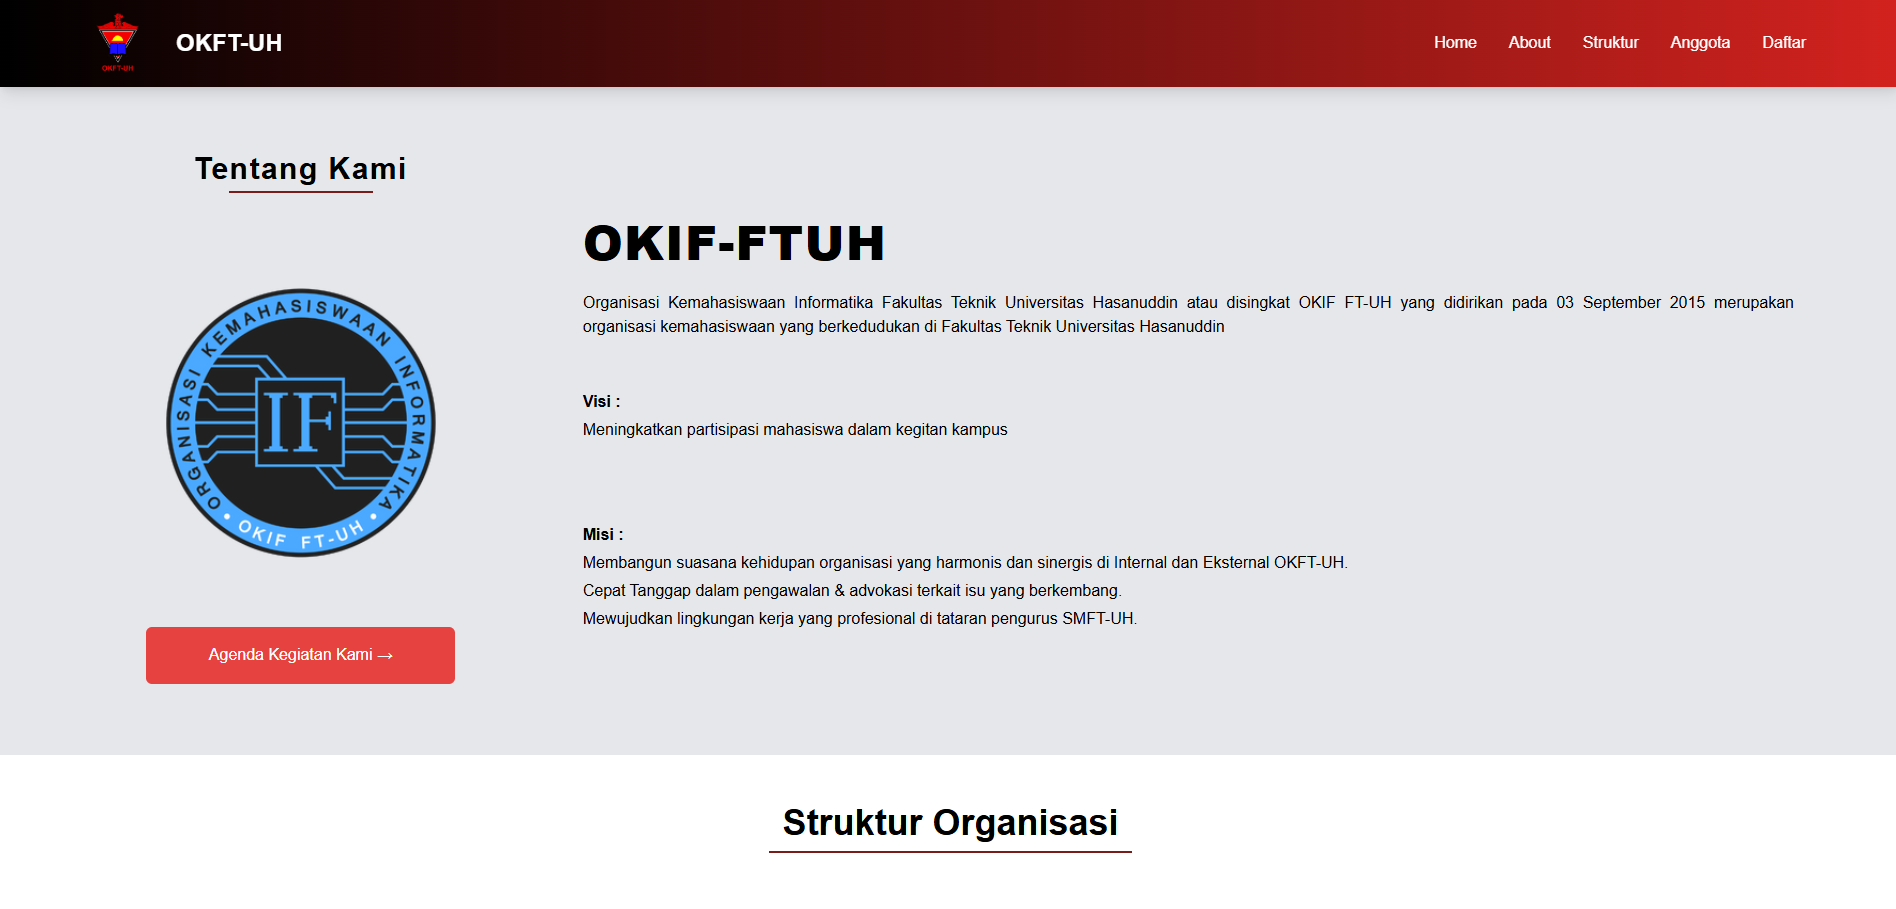 OKFT-UH
OKFT-UH
Home
About
Struktur
Anggota
Daftar
Tentang Kami
ORGANISASI KEMAHASISWAAN INFORMATIKA
• OKIF FT-UH •
IF
Agenda Kegiatan Kami →
OKIF-FTUH
Organisasi Kemahasiswaan Informatika Fakultas Teknik Universitas Hasanuddin atau disingkat OKIF FT-UH yang didirikan pada 03 September 2015 merupakan
organisasi kemahasiswaan yang berkedudukan di Fakultas Teknik Universitas Hasanuddin
Visi :
Meningkatkan partisipasi mahasiswa dalam kegitan kampus
Misi :
Membangun suasana kehidupan organisasi yang harmonis dan sinergis di Internal dan Eksternal OKFT-UH.
Cepat Tanggap dalam pengawalan & advokasi terkait isu yang berkembang.
Mewujudkan lingkungan kerja yang profesional di tataran pengurus SMFT-UH.
Struktur Organisasi